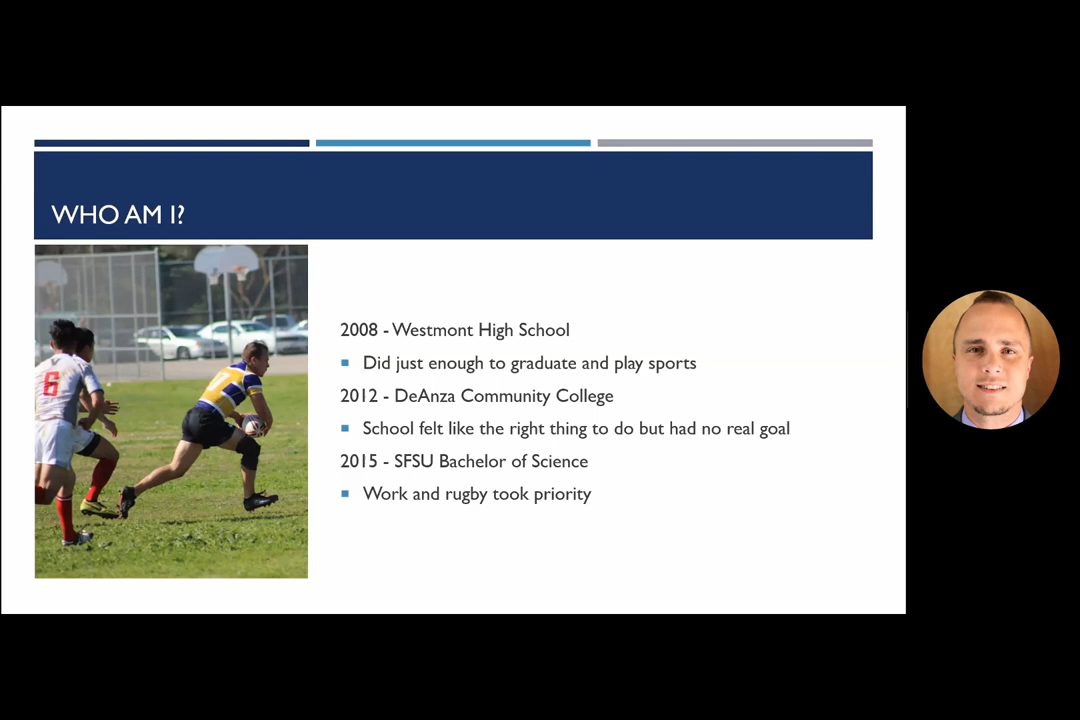 WHO AM I?
2008 - Westmont High School
Did just enough to graduate and play sports
2012 - DeAnza Community College
School felt like the right thing to do but had no real goal
2015 - SFSU Bachelor of Science
Work and rugby took priority
6